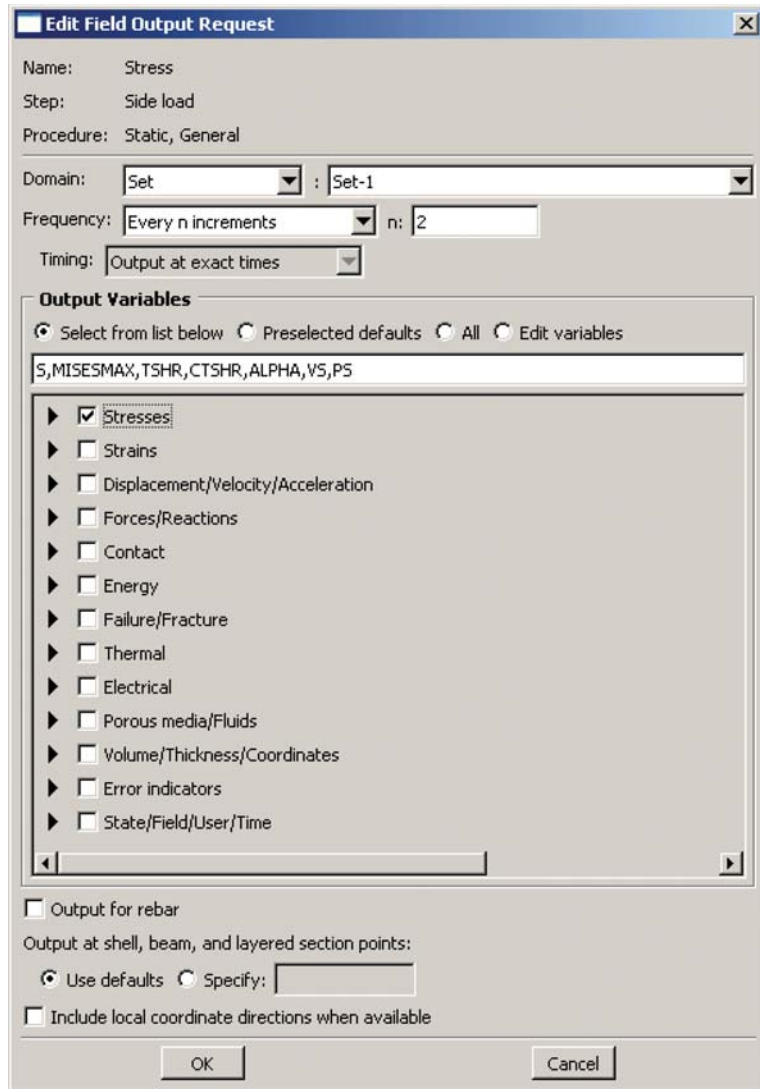 Edit Field Output Request
Name: Stress
Step: Side load
Procedure: Static, General
Domain: Set : Set-1
Frequency: Every n increments n: 2
Timing: Output at exact times
Output Variables
Select from list below Preselected defaults All Edit variables
S,MISESMAX,TSHR,CTSHR,ALPHA,VS,PS
Stresses
Strains
Displacement/Velocity/Acceleration
Forces/Reactions
Contact
Energy
Failure/Fracture
Thermal
Electrical
Porous media/Fluids
Volume/Thickness/Coordinates
Error indicators
State/Field/User/Time
Output for rebar
Output at shell, beam, and layered section points:
Use defaults Specify:
Include local coordinate directions when available
OK Cancel